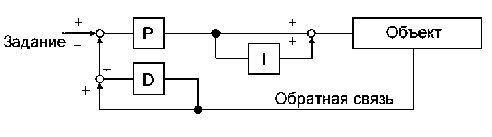 + + P Объект
Задание − +
− I
D
+ Обратная связь